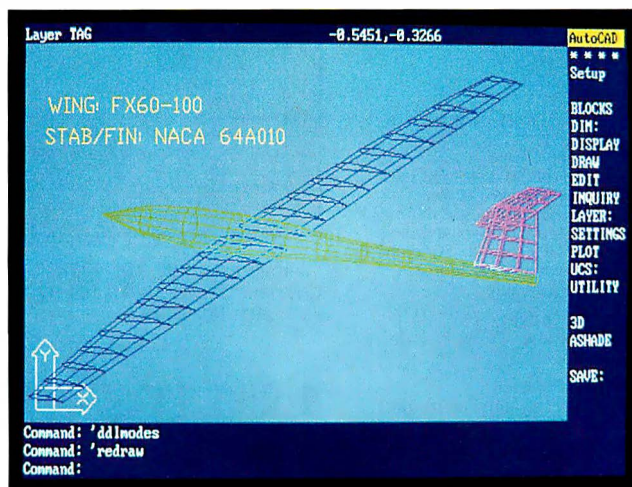 Layer TAG
-0.5451,-0.3266
AutoCAD
* * * *
Setup
BLOCKS
DIM:
DISPLAY
DRAW
EDIT
INQUIRY
LAYER:
SETTINGS
PLOT
UCS:
UTILITY
3D
ASHADE
SAVE:
WING: FX60-100
STAB/FIN: NACA 64A010
Y
X
Command: 'ddlmodes
Command: 'redraw
Command: